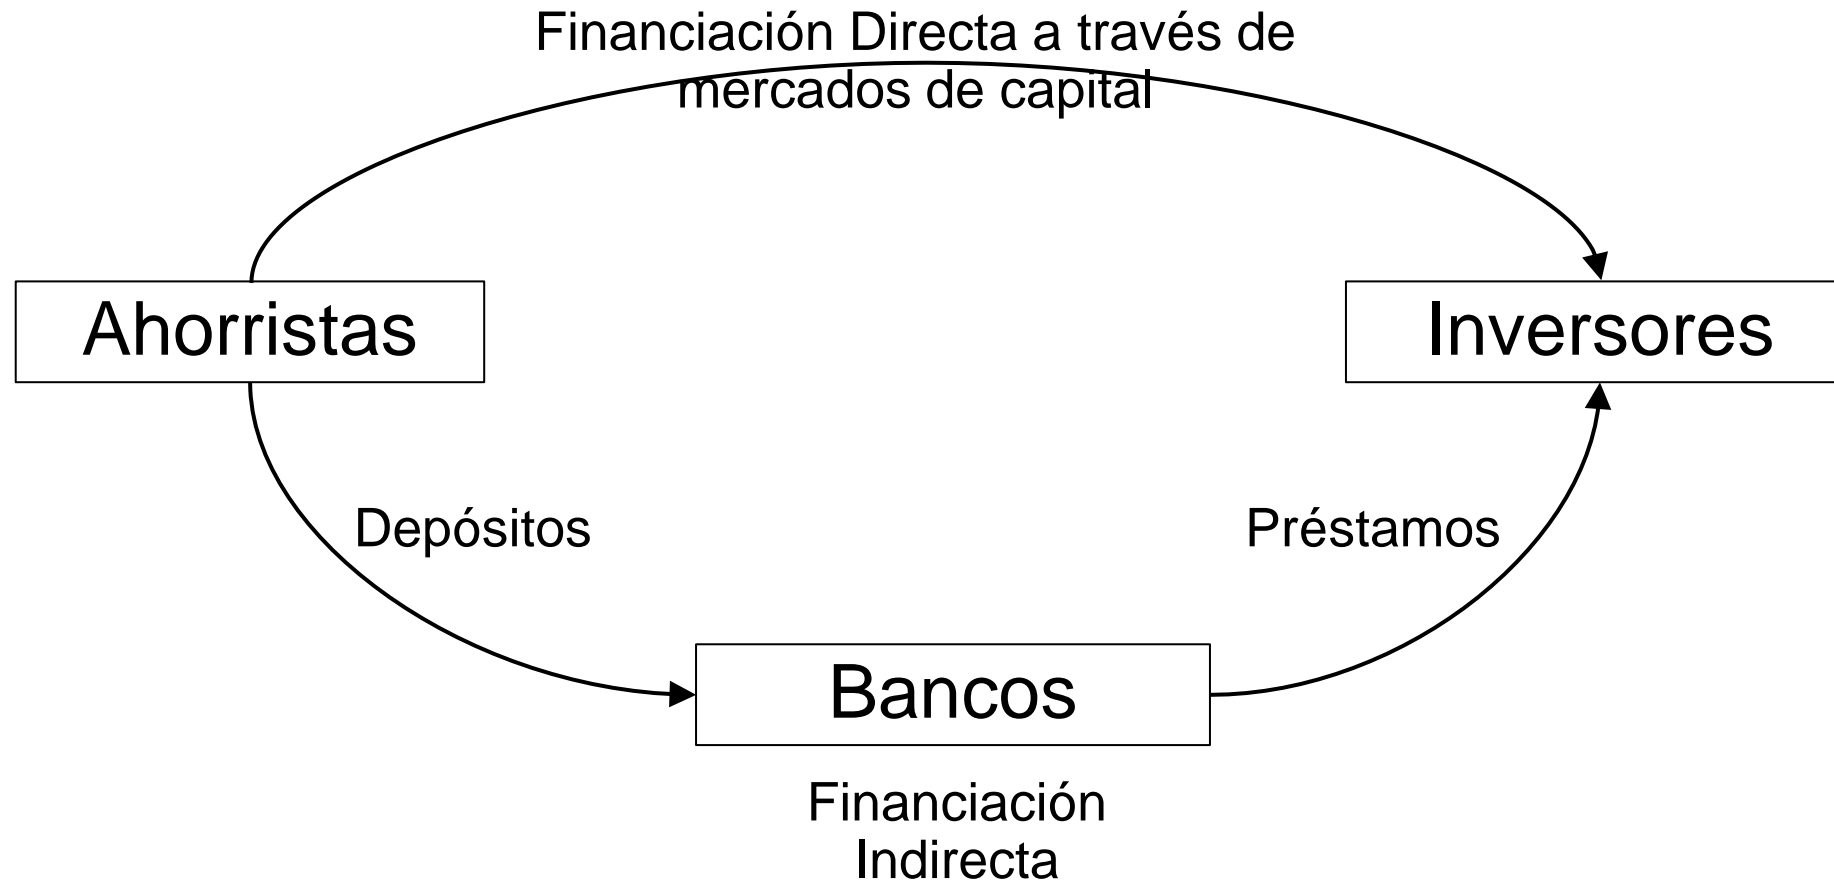 Financiación Directa a través de
mercados de capital
Ahorristas
Inversores
Depósitos
Préstamos
Bancos
Financiación
Indirecta